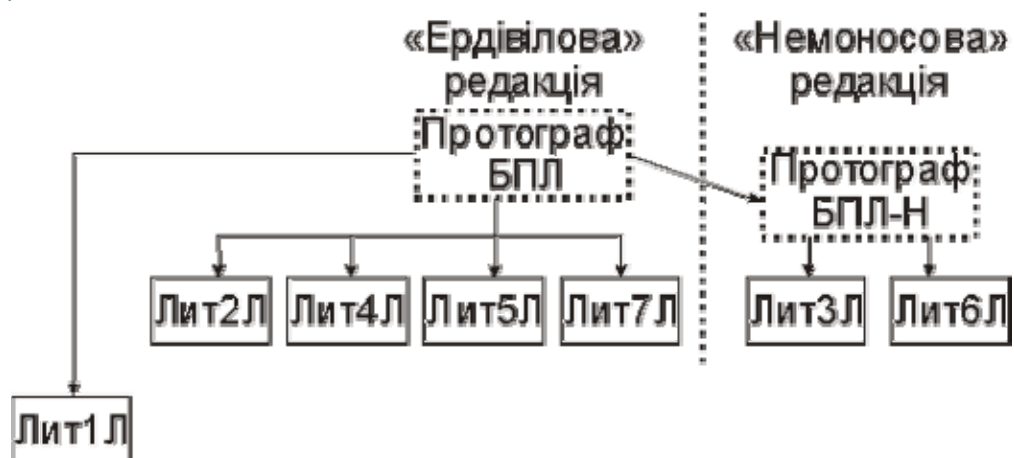 «Ердівілова»
редакція
Протограф
БПЛ
«Немоносова»
редакція
Протограф
БПЛ-Н
Лит2Л
Лит4Л
Лит5Л
Лит7Л
Лит3Л
Лит6Л
Лит1Л